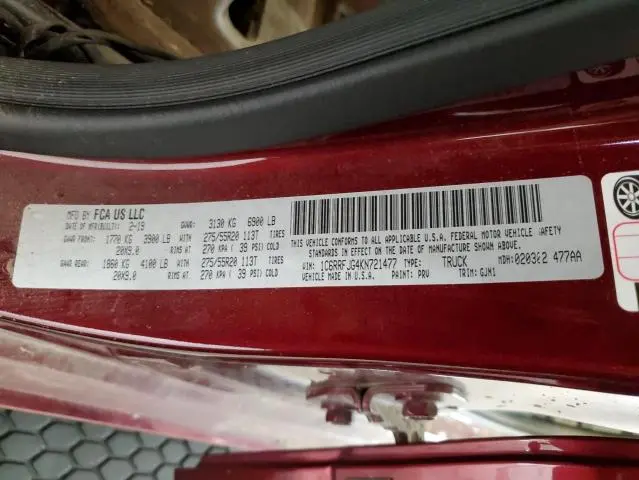 MFD BY FCA US LLC
DATE OF MFR(BUILT): 2-19 GVWR 3130 KG 6900 LB
GAWR FRONT: 1770 KG 3900 LB WITH 275/55R20 113T TIRES
20X9.0 RIMS AT 270 KPA ( 39 PSI) COLD
GAWR REAR: 1860 KG 4100 LB WITH 275/55R20 113T TIRES
20X9.0 RIMS AT 270 KPA ( 39 PSI) COLD
THIS VEHICLE CONFORMS TO ALL APPLICABLE U.S.A. FEDERAL MOTOR VEHICLE SAFETY
STANDARDS IN EFFECT ON THE DATE OF MANUFACTURE SHOWN ABOVE.
VIN: 1C6RRFJG4KN721477 TYPE: TRUCK MDH: 477AA
VEHICLE MADE IN U.S.A. PAINT: PRV TRIM: GJM1